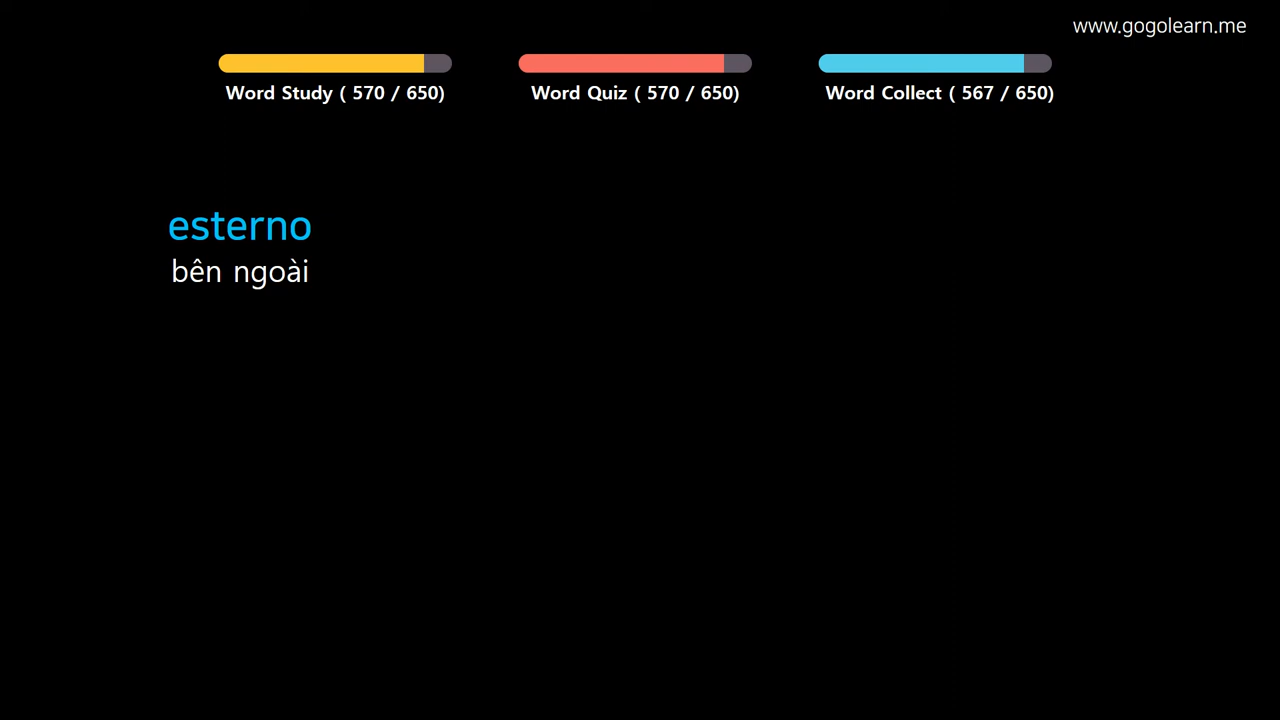 www.gogolearn.me
Word Study ( 570 / 650)
Word Quiz ( 570 / 650)
Word Collect ( 567 / 650)
esterno
bên ngoài